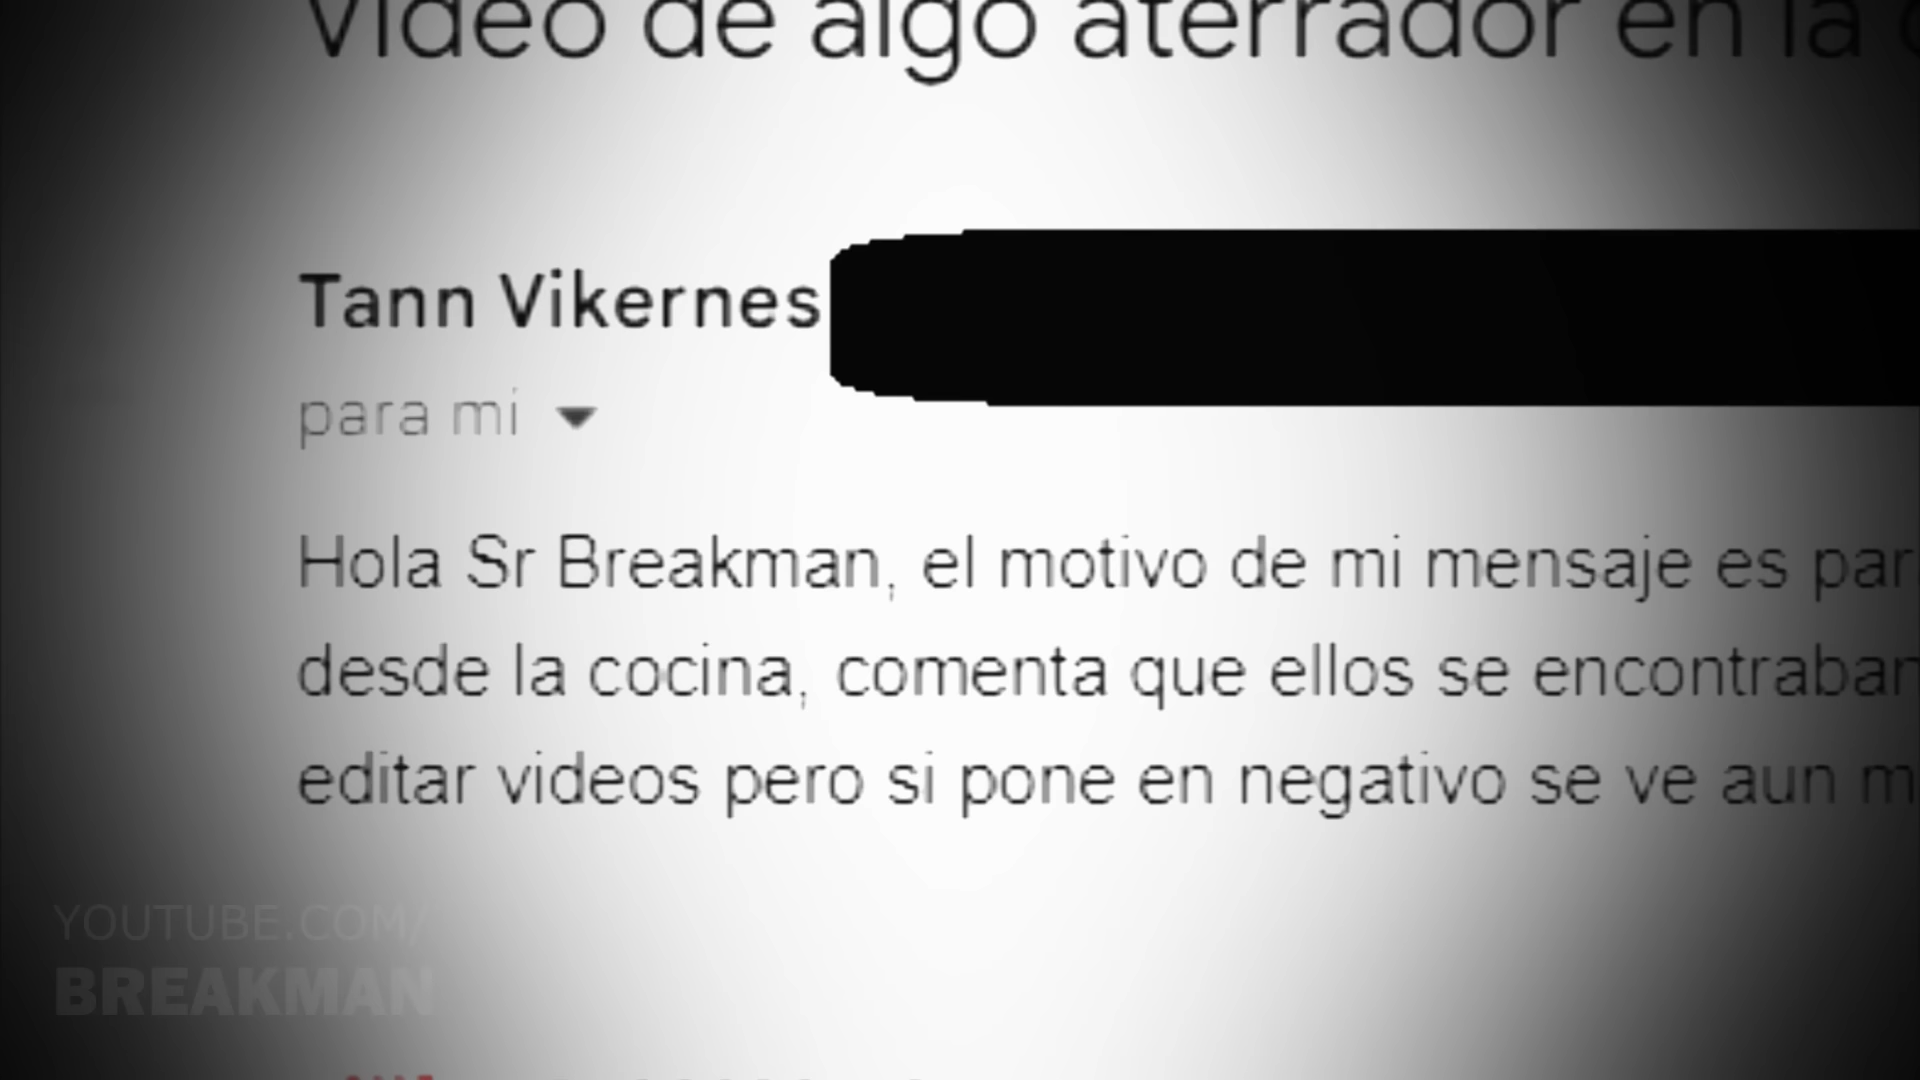 Video de algo aterrador en la
Tann Vikernes
para mi
Hola Sr Breakman, el motivo de mi mensaje es par
desde la cocina, comenta que ellos se encontraban
editar videos pero si pone en negativo se ve aun m
YOUTUBE.COM/
BREAKMAN